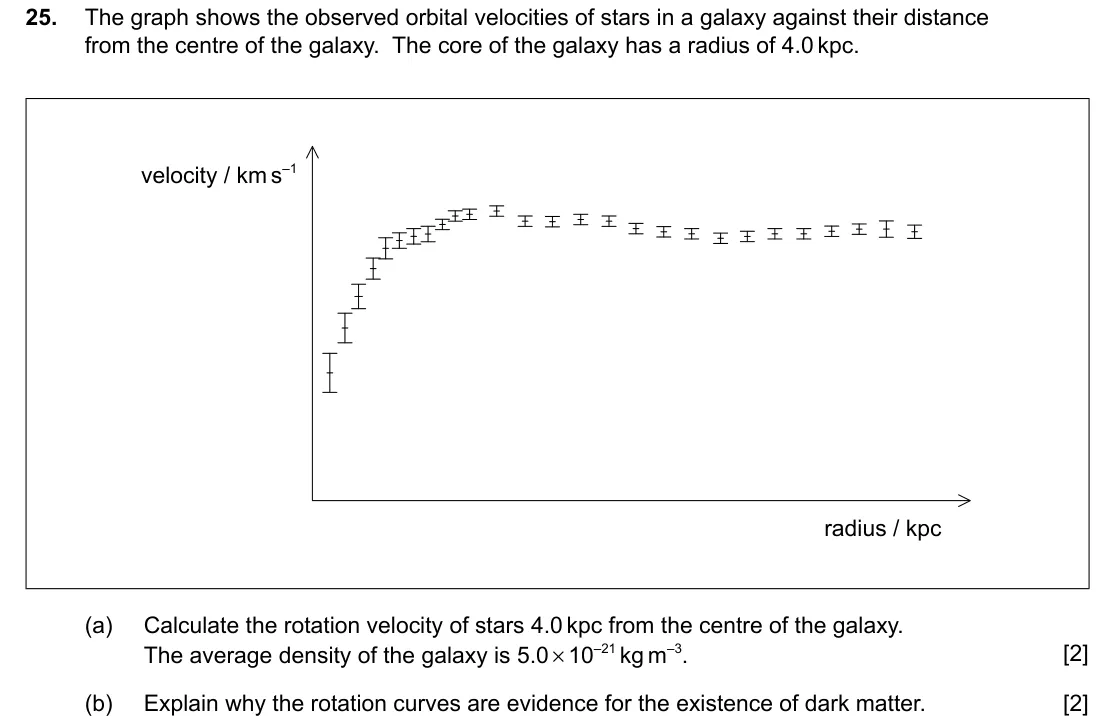 25. The graph shows the observed orbital velocities of stars in a galaxy against their distance
from the centre of the galaxy. The core of the galaxy has a radius of 4.0 kpc.
velocity / km s⁻¹
radius / kpc
(a) Calculate the rotation velocity of stars 4.0 kpc from the centre of the galaxy.
The average density of the galaxy is 5.0 × 10⁻²¹ kg m⁻³. [2]
(b) Explain why the rotation curves are evidence for the existence of dark matter. [2]